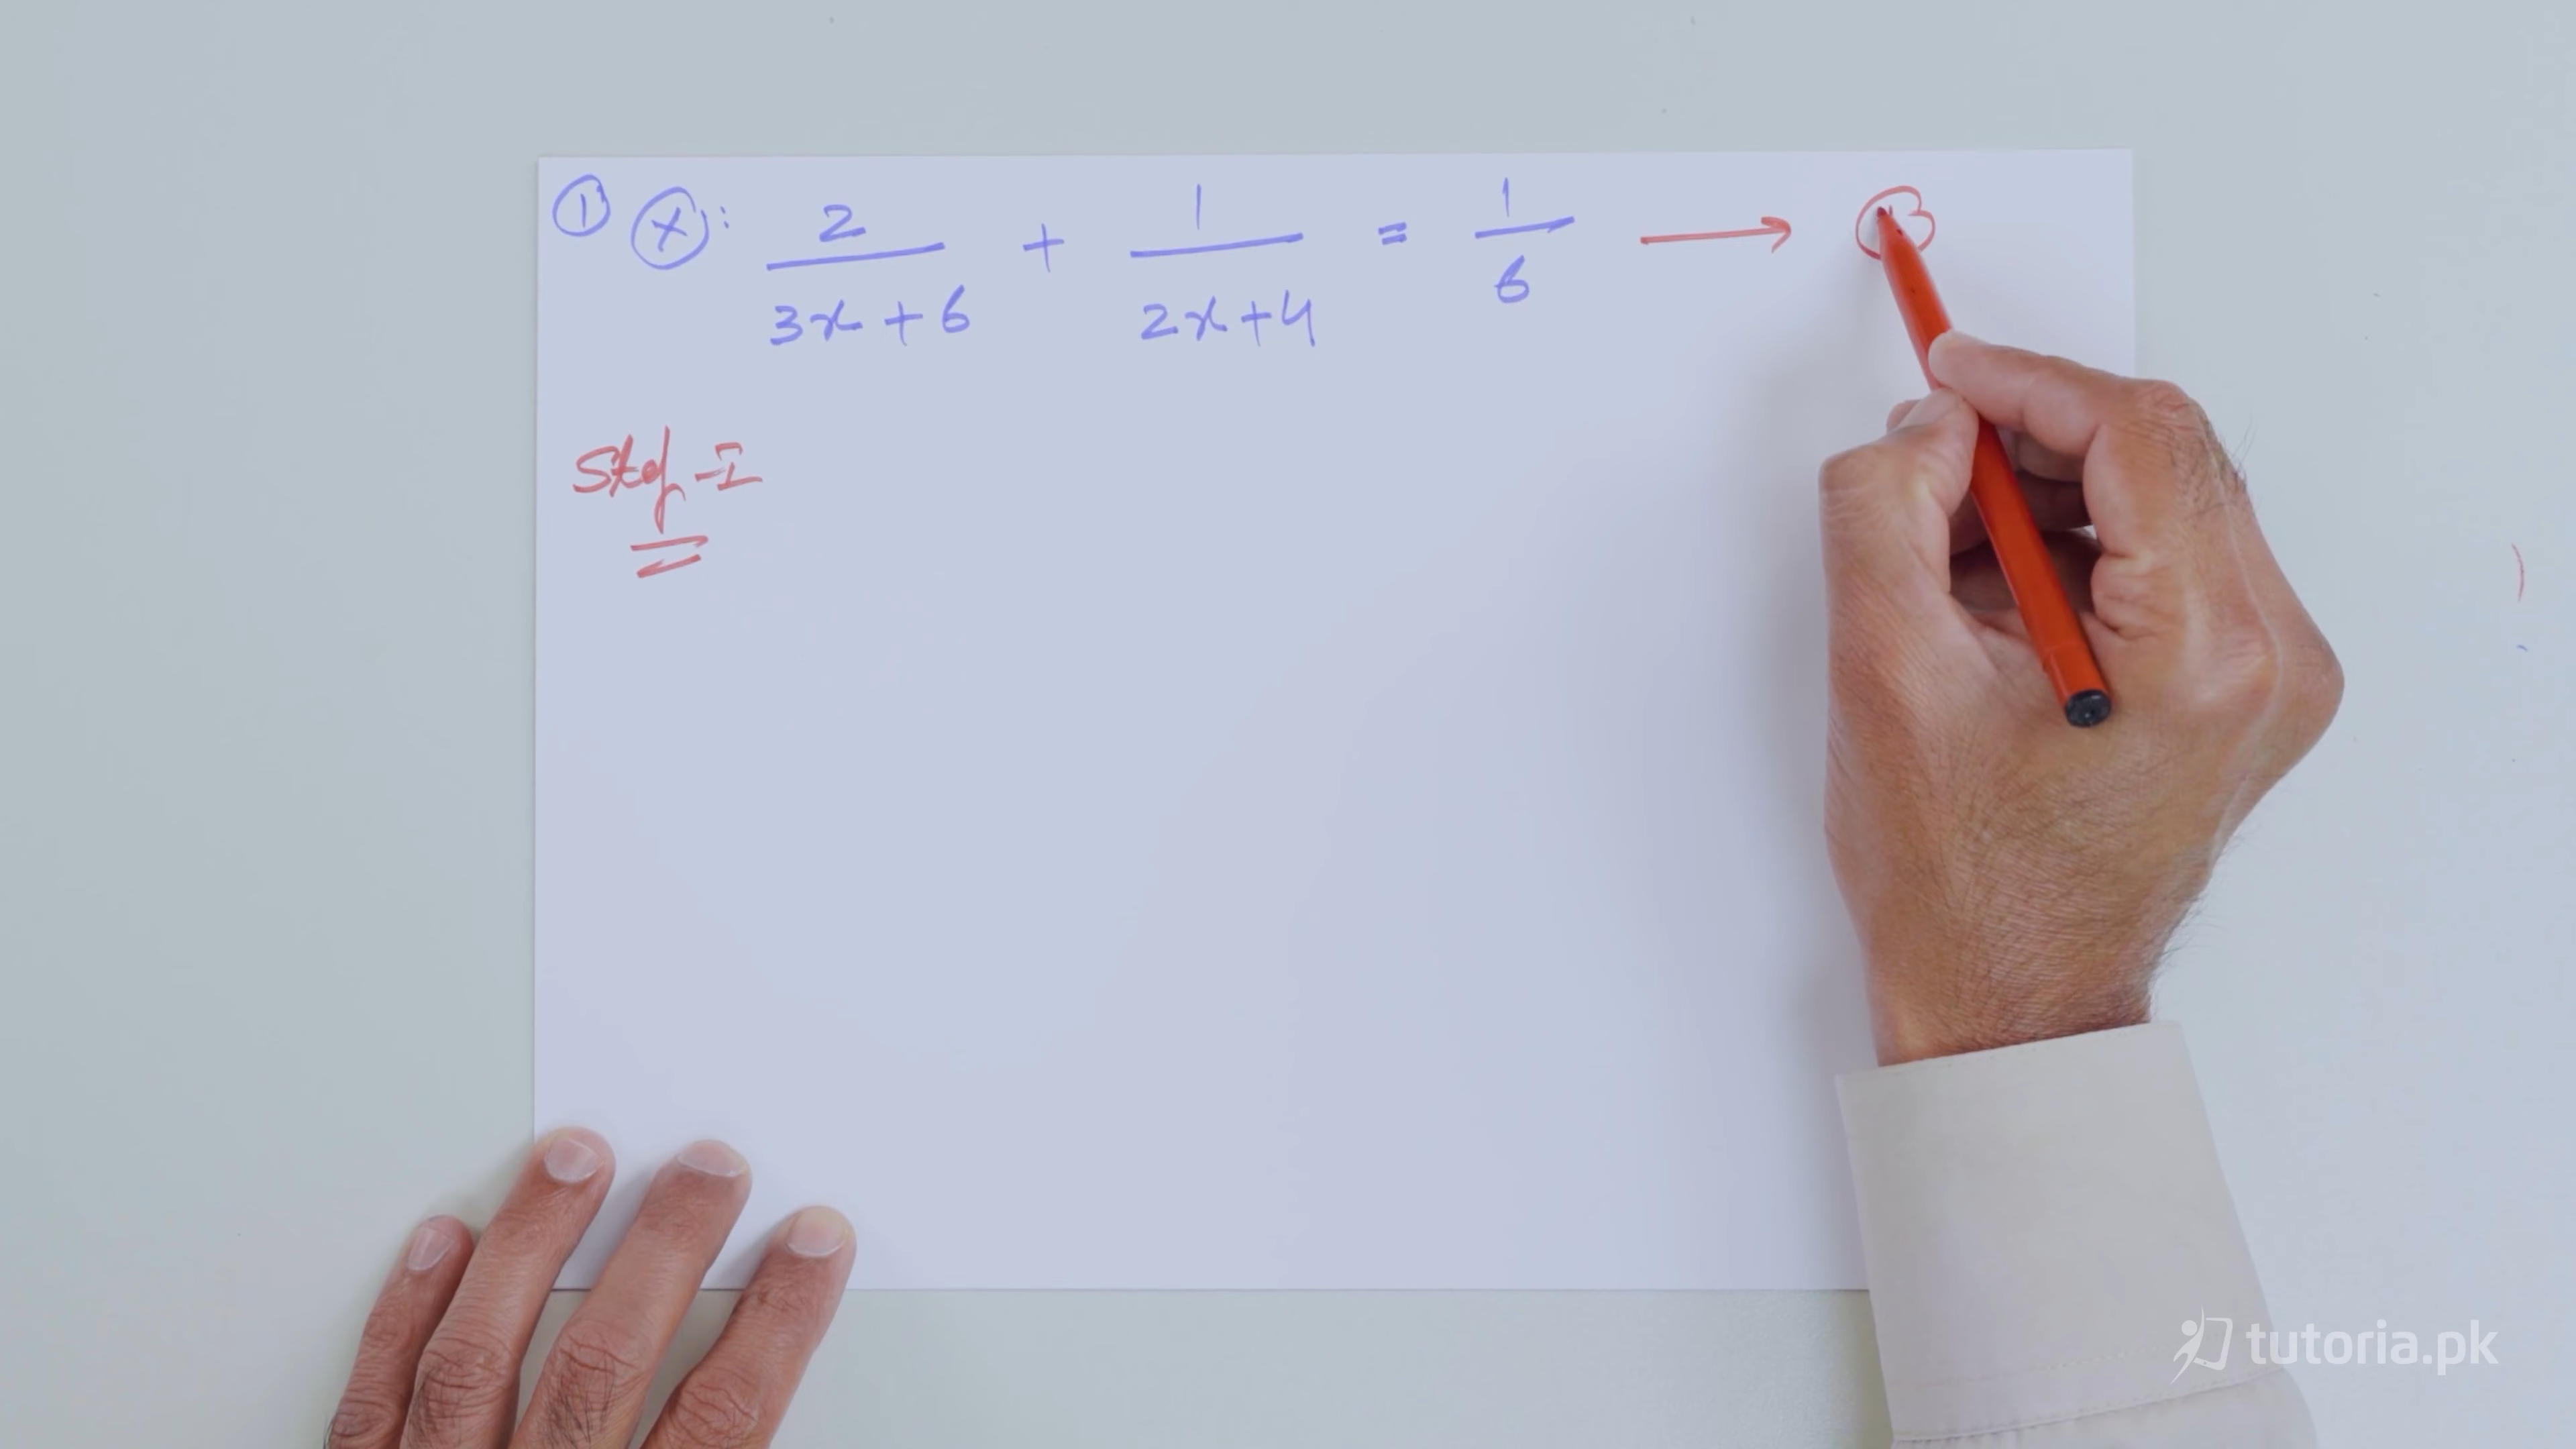 ① ⓧ: 2/(3x+6) + 1/(2x+4) = 1/6 →
Step-I
tutoria.pk